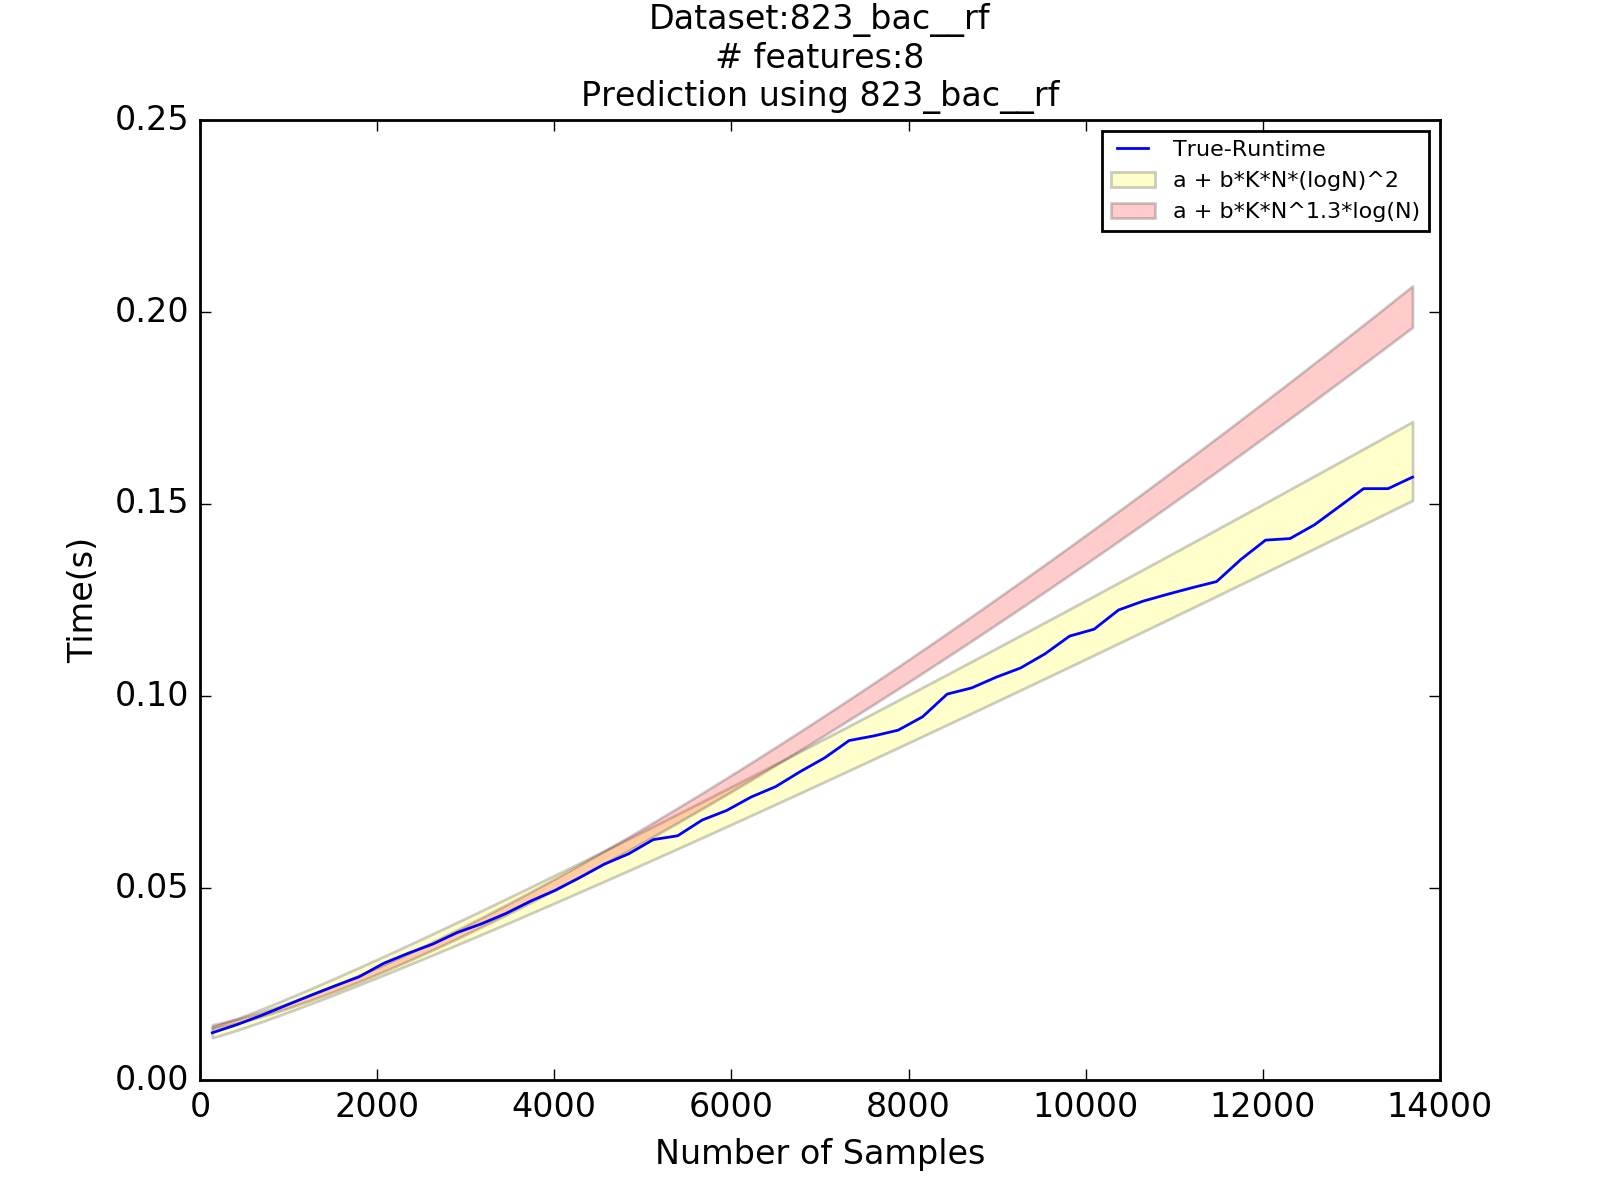 Dataset:823_bac__rf
# features:8
Prediction using 823_bac__rf
0.25
0.20
0.15
0.10
0.05
0.00
Time(s)
True-Runtime
a + b*K*N*(logN)^2
a + b*K*N^1.3*log(N)
0 2000 4000 6000 8000 10000 12000 14000
Number of Samples